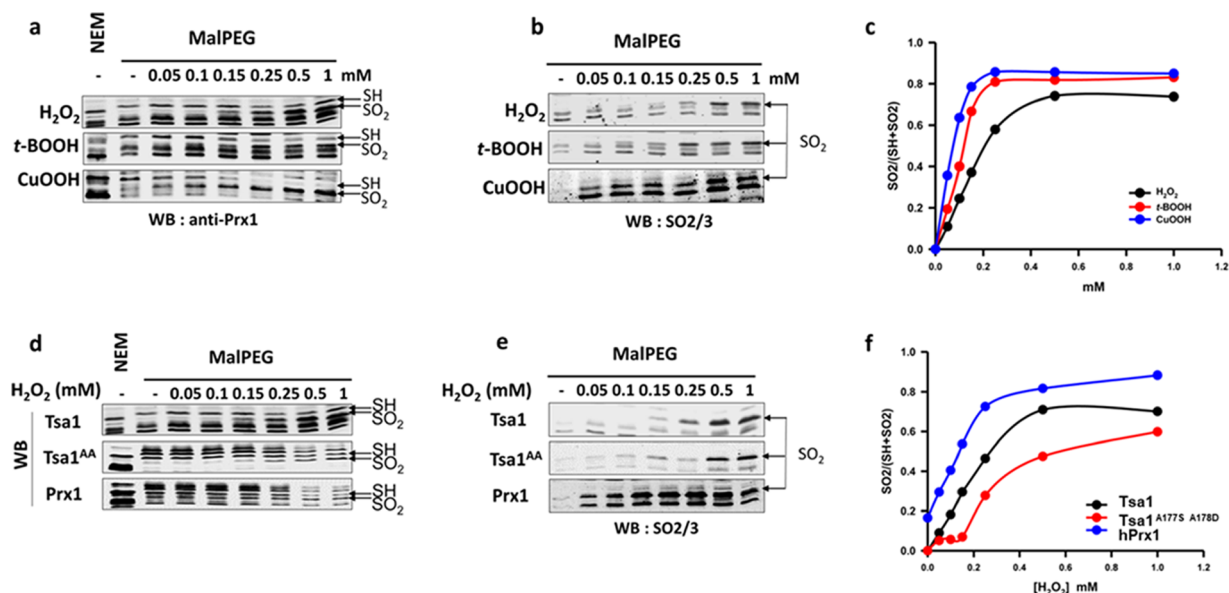 a
NEM
MalPEG
- - 0.05 0.1 0.15 0.25 0.5 1 mM
H2O2
SH
SO2
t-BOOH
SH
SO2
CuOOH
SH
SO2
WB : anti-Prx1
b
MalPEG
- 0.05 0.1 0.15 0.25 0.5 1 mM
H2O2
t-BOOH
SO2
CuOOH
WB : SO2/3
c
SO2/(SH+SO2)
1.0
0.8
0.6
0.4
0.2
0.0
H2O2
t-BOOH
CuOOH
0.0 0.2 0.4 0.6 0.8 1.0 1.2
mM
d
NEM
MalPEG
H2O2 (mM) - - 0.05 0.1 0.15 0.25 0.5 1
WB
Tsa1
SH
SO2
Tsa1AA
SH
SO2
Prx1
SH
SO2
e
MalPEG
H2O2 (mM) - 0.05 0.1 0.15 0.25 0.5 1
Tsa1
Tsa1AA
SO2
Prx1
WB : SO2/3
f
SO2/(SH+SO2)
1.0
0.8
0.6
0.4
0.2
0.0
Tsa1
Tsa1 A177S A178D
hPrx1
0.0 0.2 0.4 0.6 0.8 1.0 1.2
[H2O2] mM